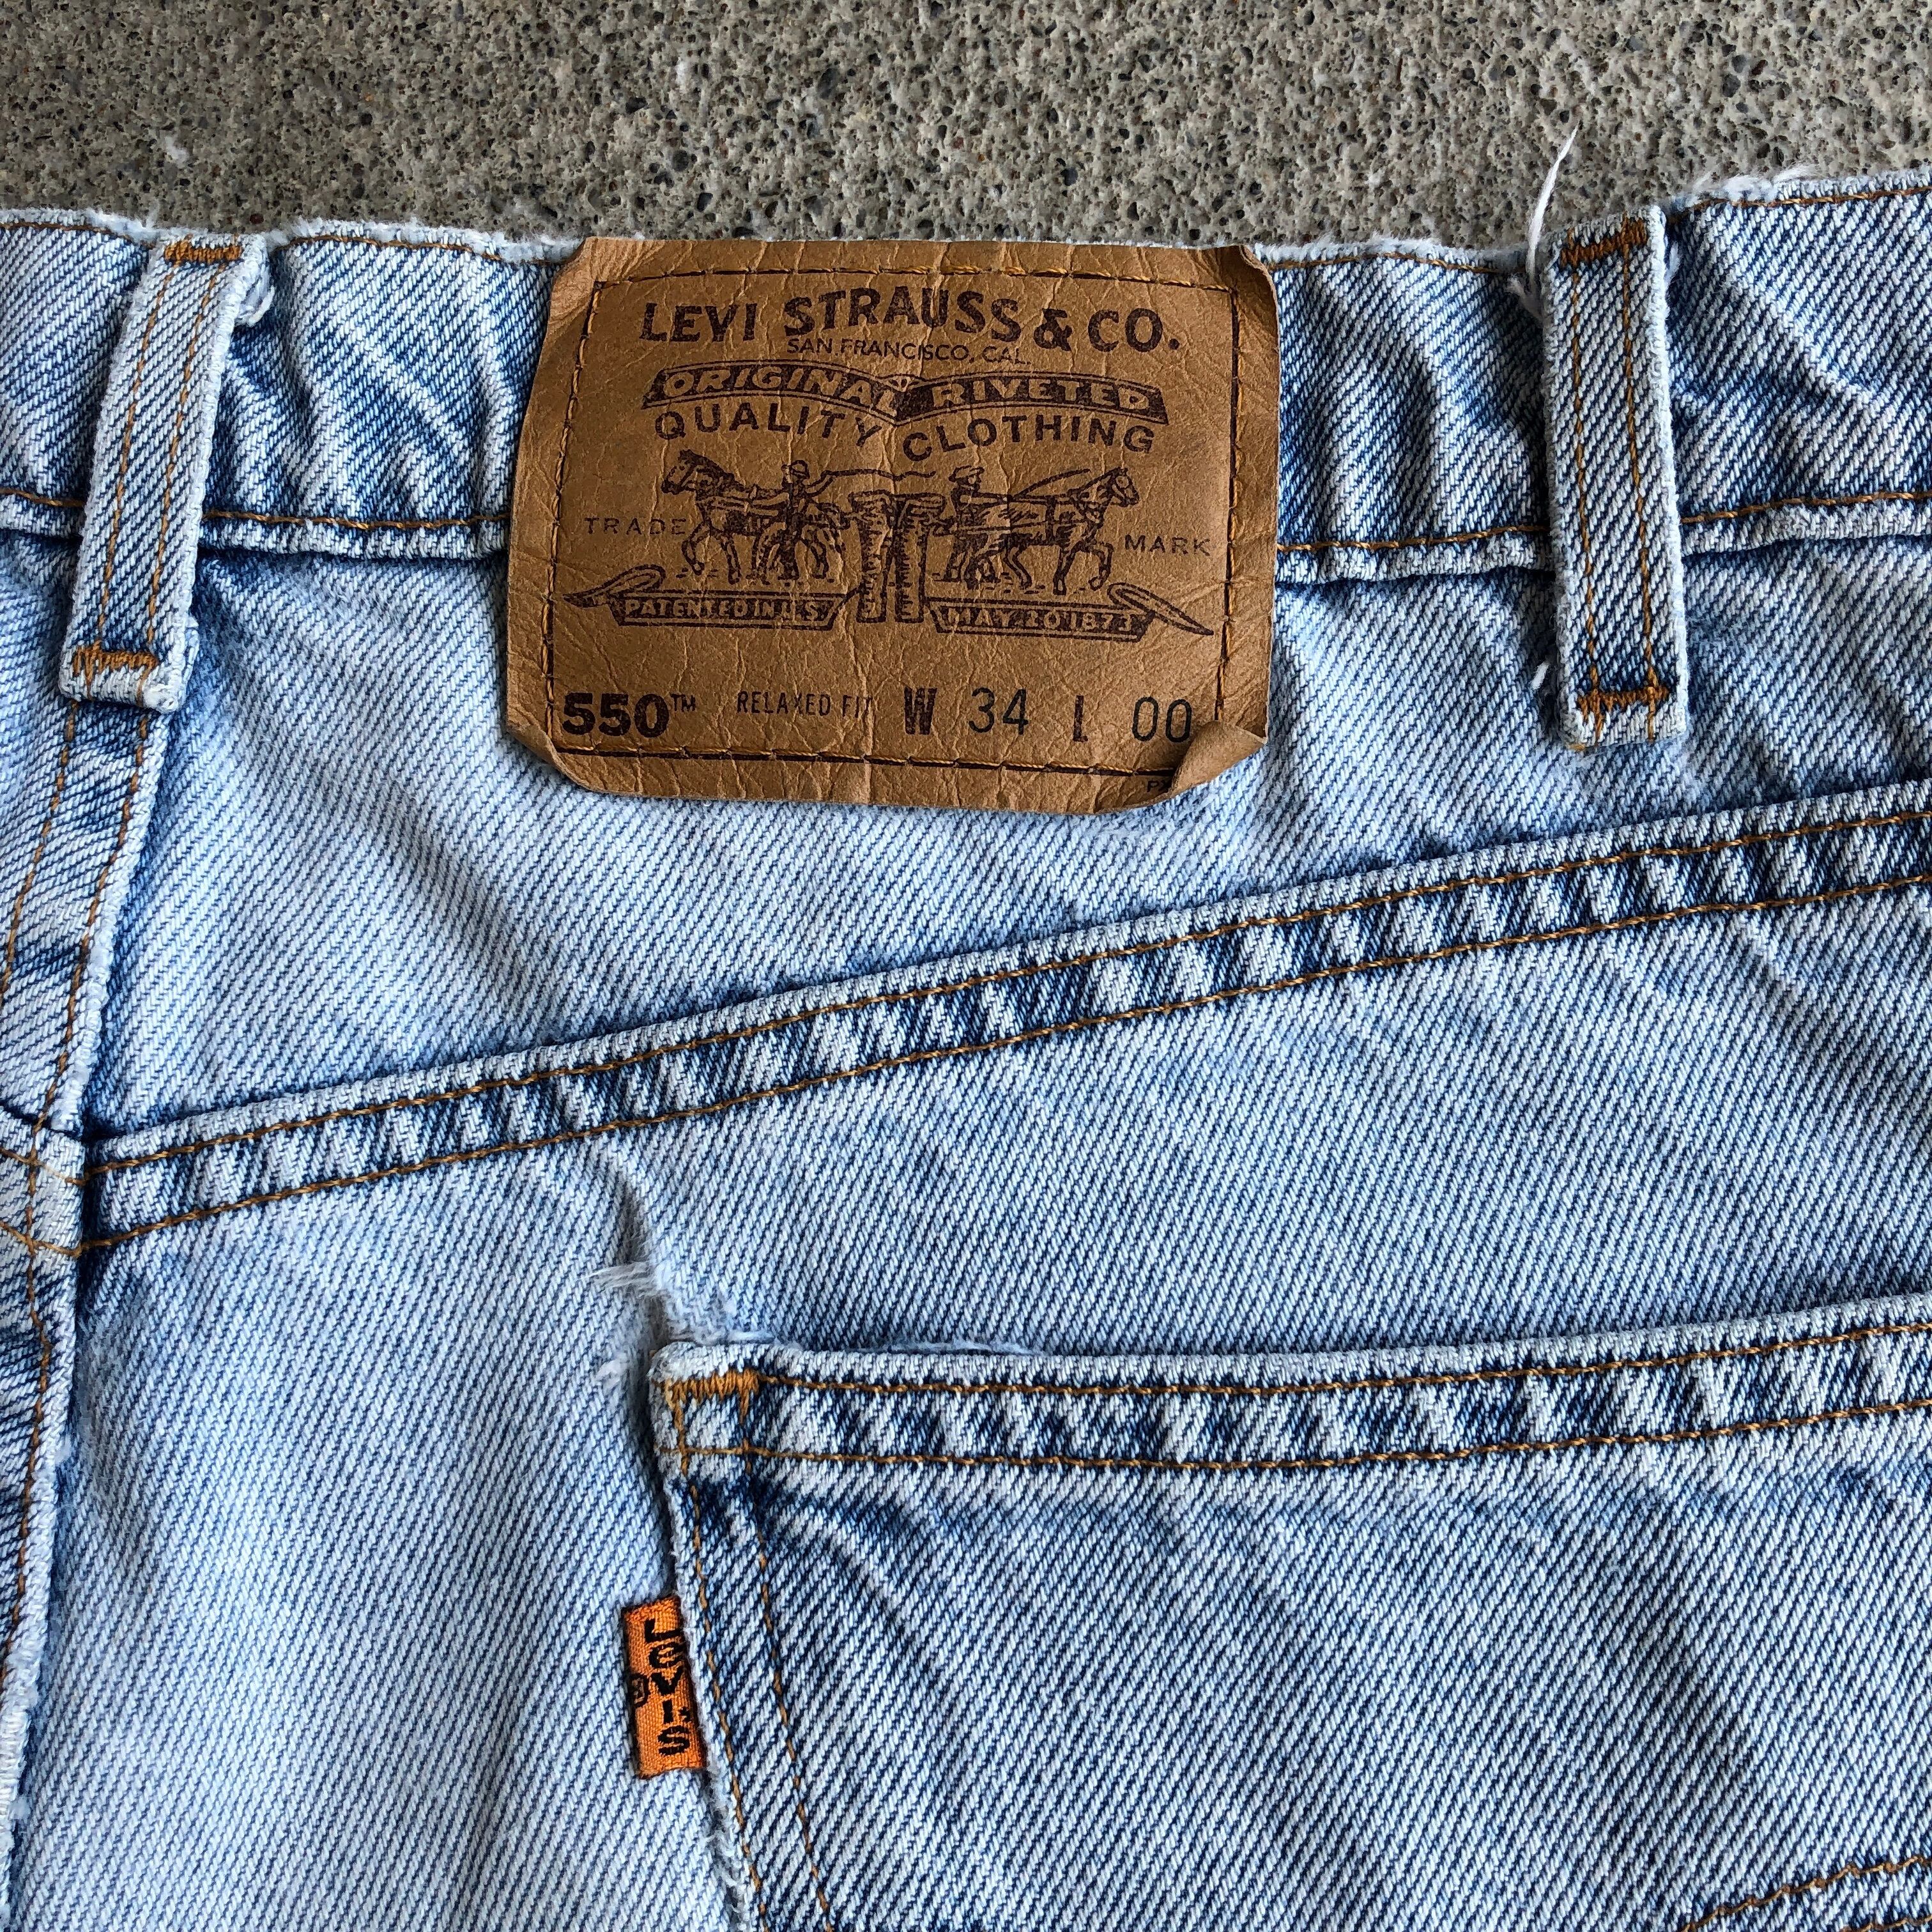 LEVI STRAUSS & CO.
SAN FRANCISCO, CAL.
ORIGINAL RIVETED
QUALITY CLOTHING
TRADE MARK
PATENTED IN U S MAY 20 1873
550™ RELAXED FIT W 34 L 00
LEVI'S
®